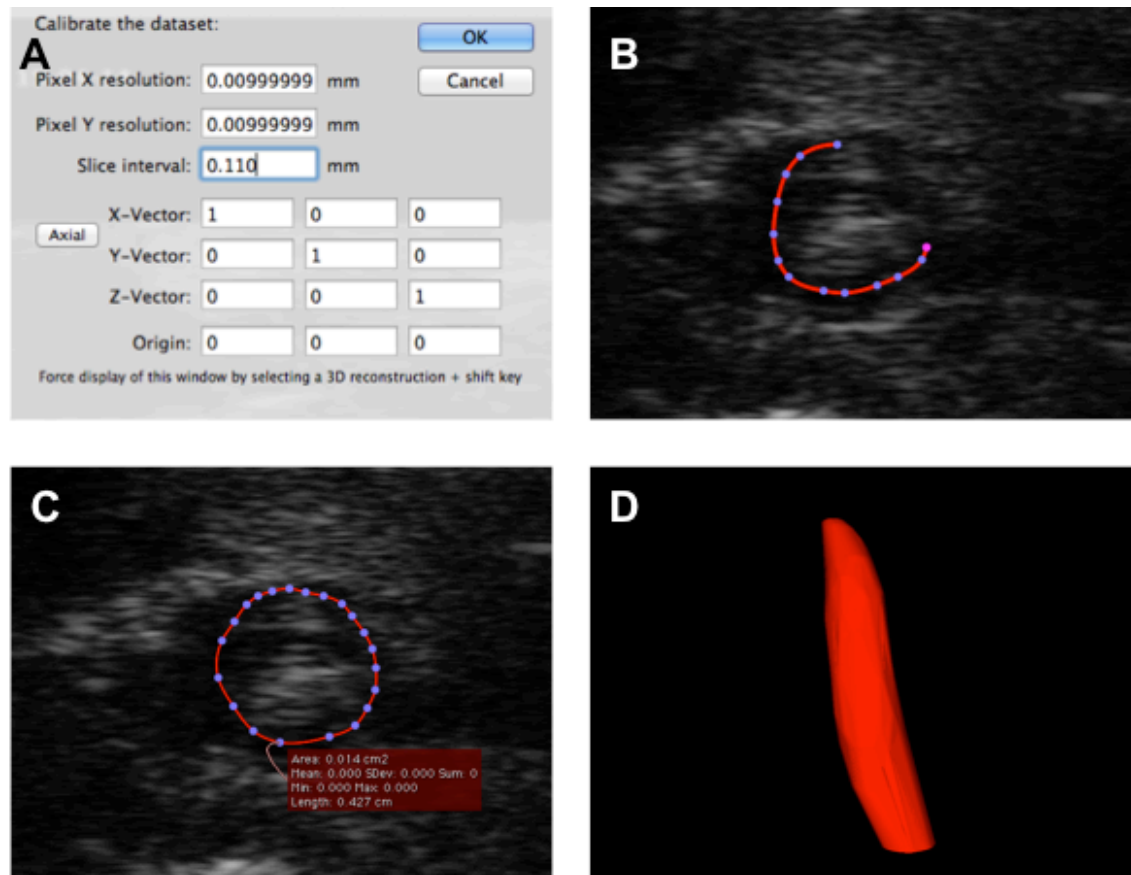 A
Calibrate the dataset:
OK
Pixel X resolution: 0.00999999 mm
Cancel
Pixel Y resolution: 0.00999999 mm
Slice interval: 0.110 mm
X-Vector: 1 0 0
Axial
Y-Vector: 0 1 0
Z-Vector: 0 0 1
Origin: 0 0 0
Force display of this window by selecting a 3D reconstruction + shift key
B
C
Area: 0.014 cm2
Mean: 0.000 SDev: 0.000 Sum: 0
Min: 0.000 Max: 0.000
Length: 0.427 cm
D